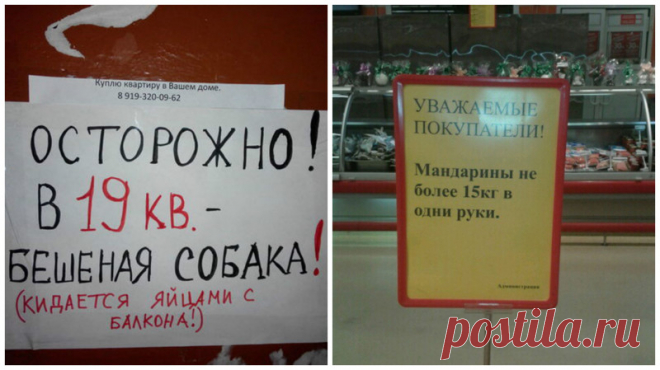 Куплю квартиру в Вашем доме.
8 919-320-09-62
ОСТОРОЖНО!
В 19 КВ. -
БЕШЕНАЯ СОБАКА!
(КИДАЕТСЯ ЯЙЦАМИ С
БАЛКОНА!)
УВАЖАЕМЫЕ
ПОКУПАТЕЛИ!
Мандарины не
более 15кг в
одни руки.
Администрация
postila.ru